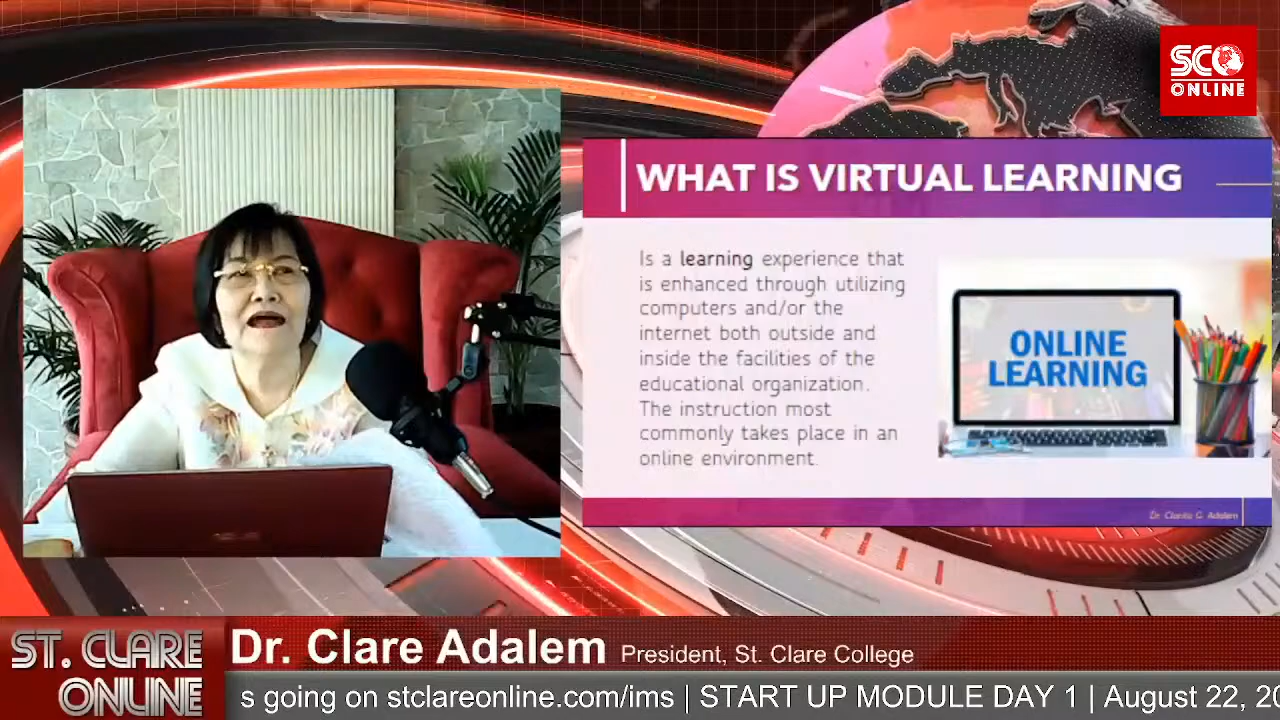 SCO
ONLINE
WHAT IS VIRTUAL LEARNING
Is a learning experience that
is enhanced through utilizing
computers and/or the
internet both outside and
inside the facilities of the
educational organization.
The instruction most
commonly takes place in an
online environment.
ONLINE
LEARNING
Dr. Clarita G. Adalem
ST. CLARE
ONLINE
Dr. Clare Adalem President, St. Clare College
s going on stclareonline.com/ims | START UP MODULE DAY 1 | August 22, 20